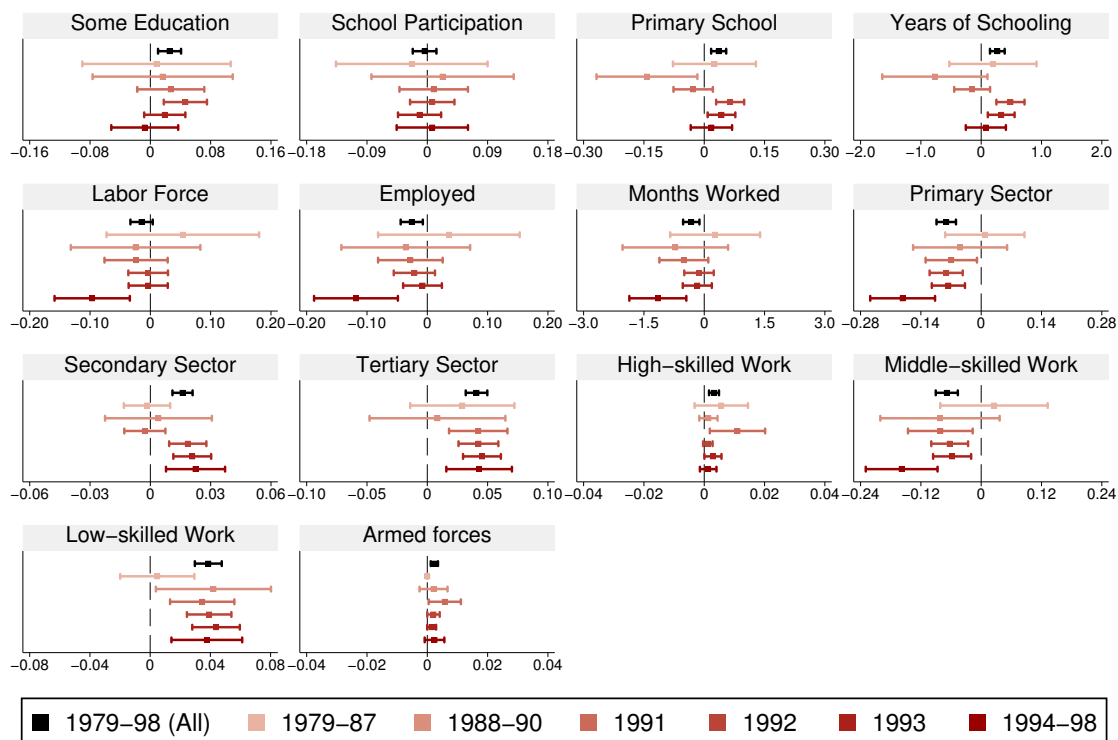 Some Education School Participation Primary School Years of Schooling
−0.16 −0.08 0 0.08 0.16 −0.18 −0.09 0 0.09 0.18 −0.30 −0.15 0 0.15 0.30 −2.0 −1.0 0 1.0 2.0
Labor Force Employed Months Worked Primary Sector
−0.20 −0.10 0 0.10 0.20 −0.20 −0.10 0 0.10 0.20 −3.0 −1.5 0 1.5 3.0 −0.28 −0.14 0 0.14 0.28
Secondary Sector Tertiary Sector High−skilled Work Middle−skilled Work
−0.06 −0.03 0 0.03 0.06 −0.10 −0.05 0 0.05 0.10 −0.04 −0.02 0 0.02 0.04 −0.24 −0.12 0 0.12 0.24
Low−skilled Work Armed forces
−0.08 −0.04 0 0.04 0.08 −0.04 −0.02 0 0.02 0.04
1979−98 (All) 1979−87 1988−90 1991 1992 1993 1994−98